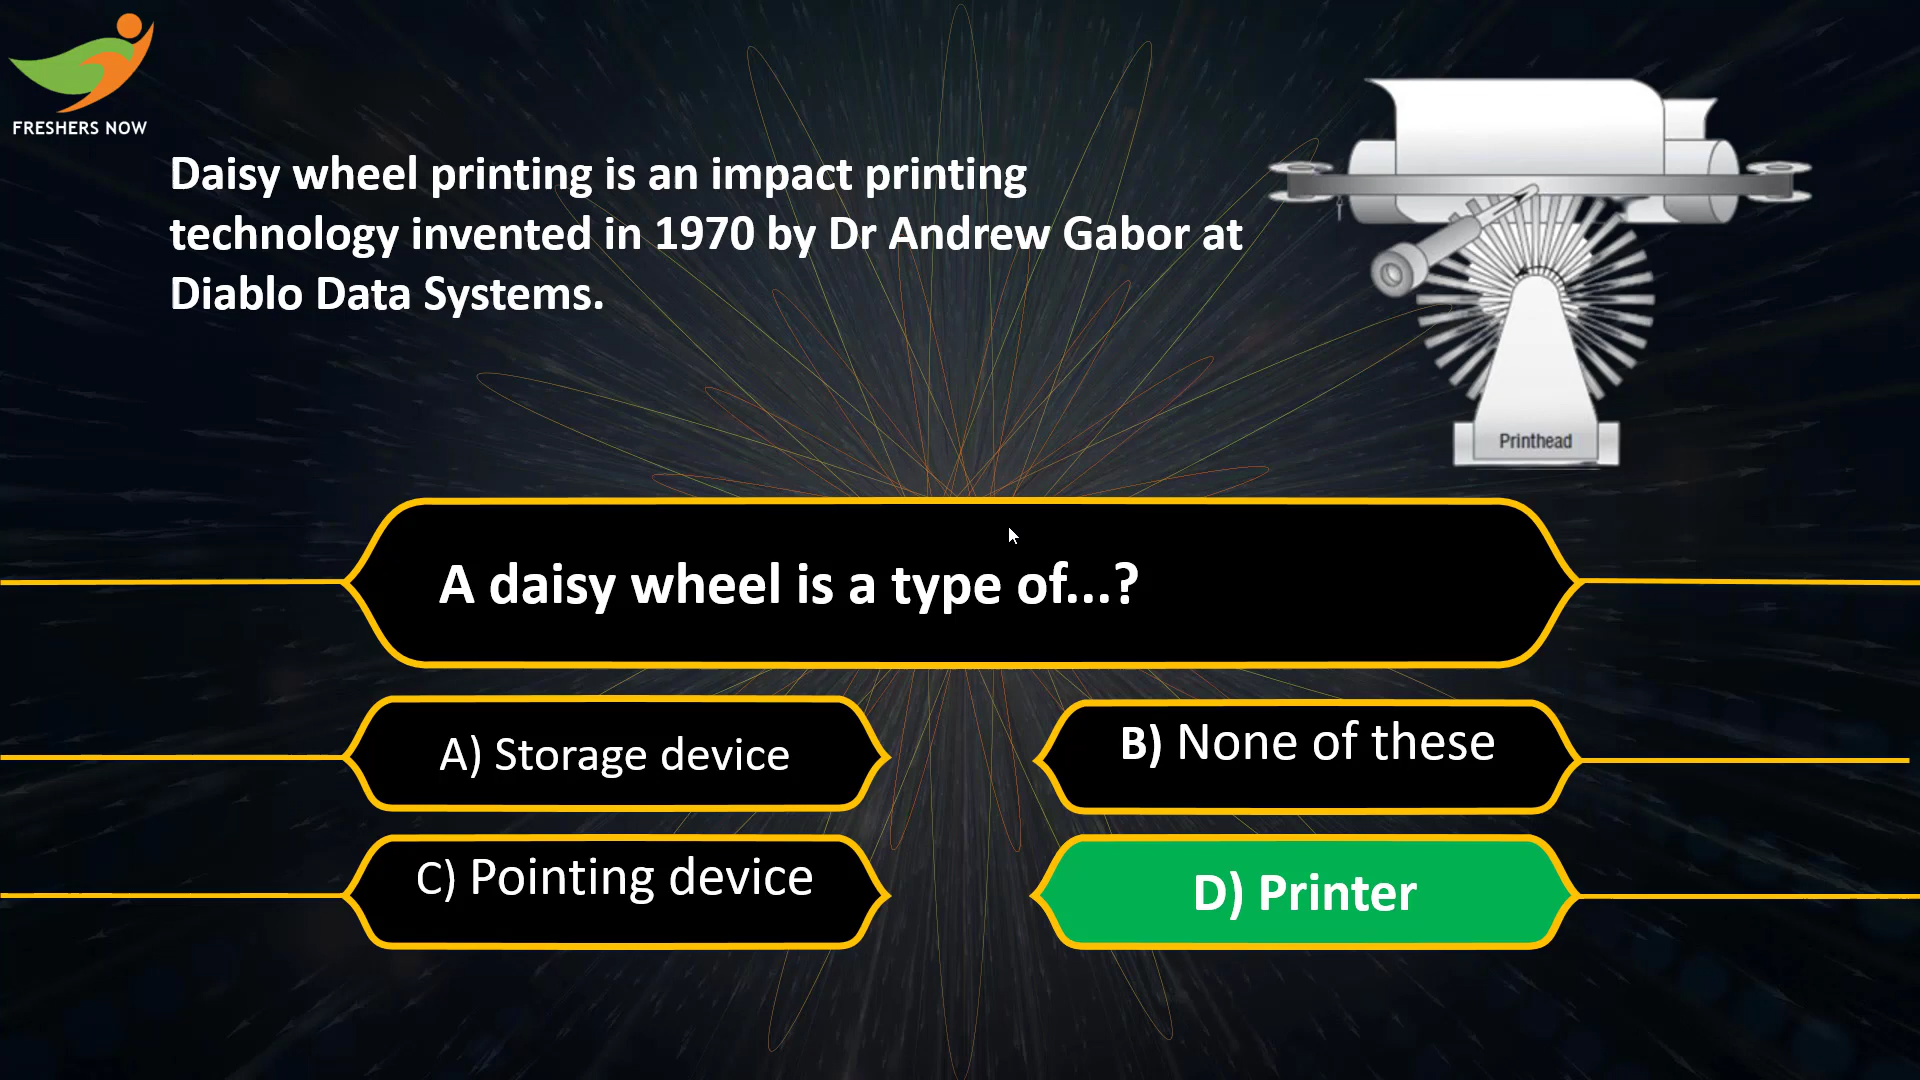 FRESHERS NOW
Daisy wheel printing is an impact printing
technology invented in 1970 by Dr Andrew Gabor at
Diablo Data Systems.
Printhead
A daisy wheel is a type of...?
A) Storage device
B) None of these
C) Pointing device
D) Printer